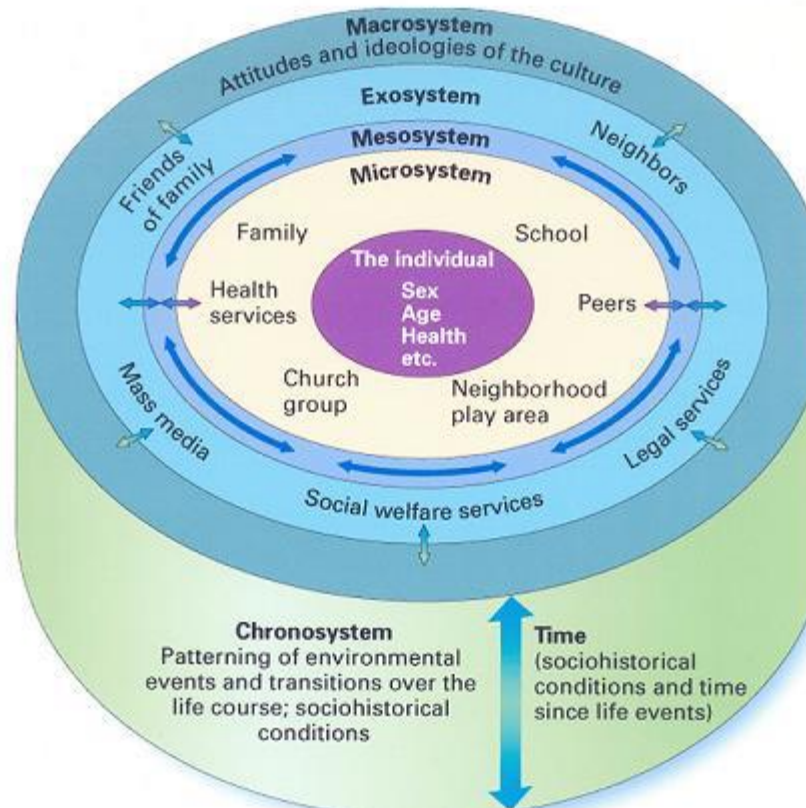 Macrosystem
Attitudes and ideologies of the culture
Exosystem
Mesosystem
Microsystem
Friends
of family
Neighbors
Family
School
The individual
Sex
Age
Health
etc.
Health
services
Peers
Church
group
Neighborhood
play area
Mass media
Legal services
Social welfare services
Chronosystem
Patterning of environmental
events and transitions over the
life course; sociohistorical
conditions
Time
(sociohistorical
conditions and time
since life events)